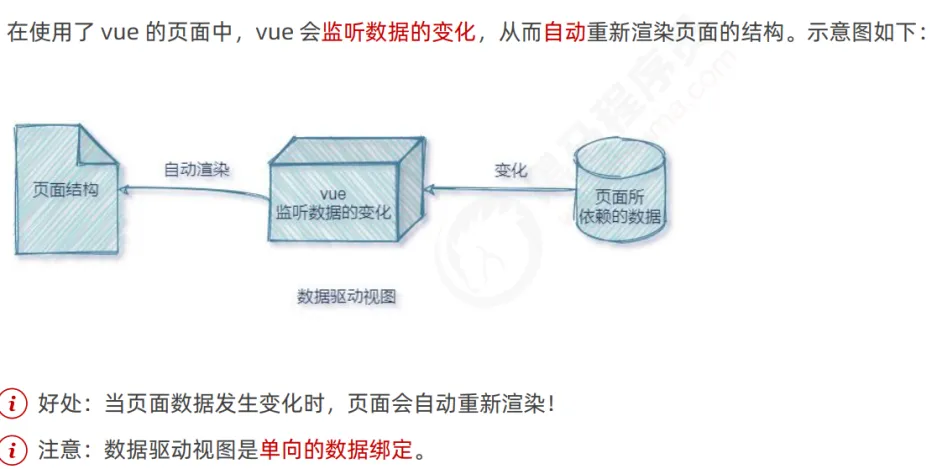 在使用了 vue 的页面中，vue 会监听数据的变化，从而自动重新渲染页面的结构。示意图如下：
页面结构
自动渲染
vue
监听数据的变化
变化
页面所
依赖的数据
数据驱动视图
好处：当页面数据发生变化时，页面会自动重新渲染！
注意：数据驱动视图是单向的数据绑定。